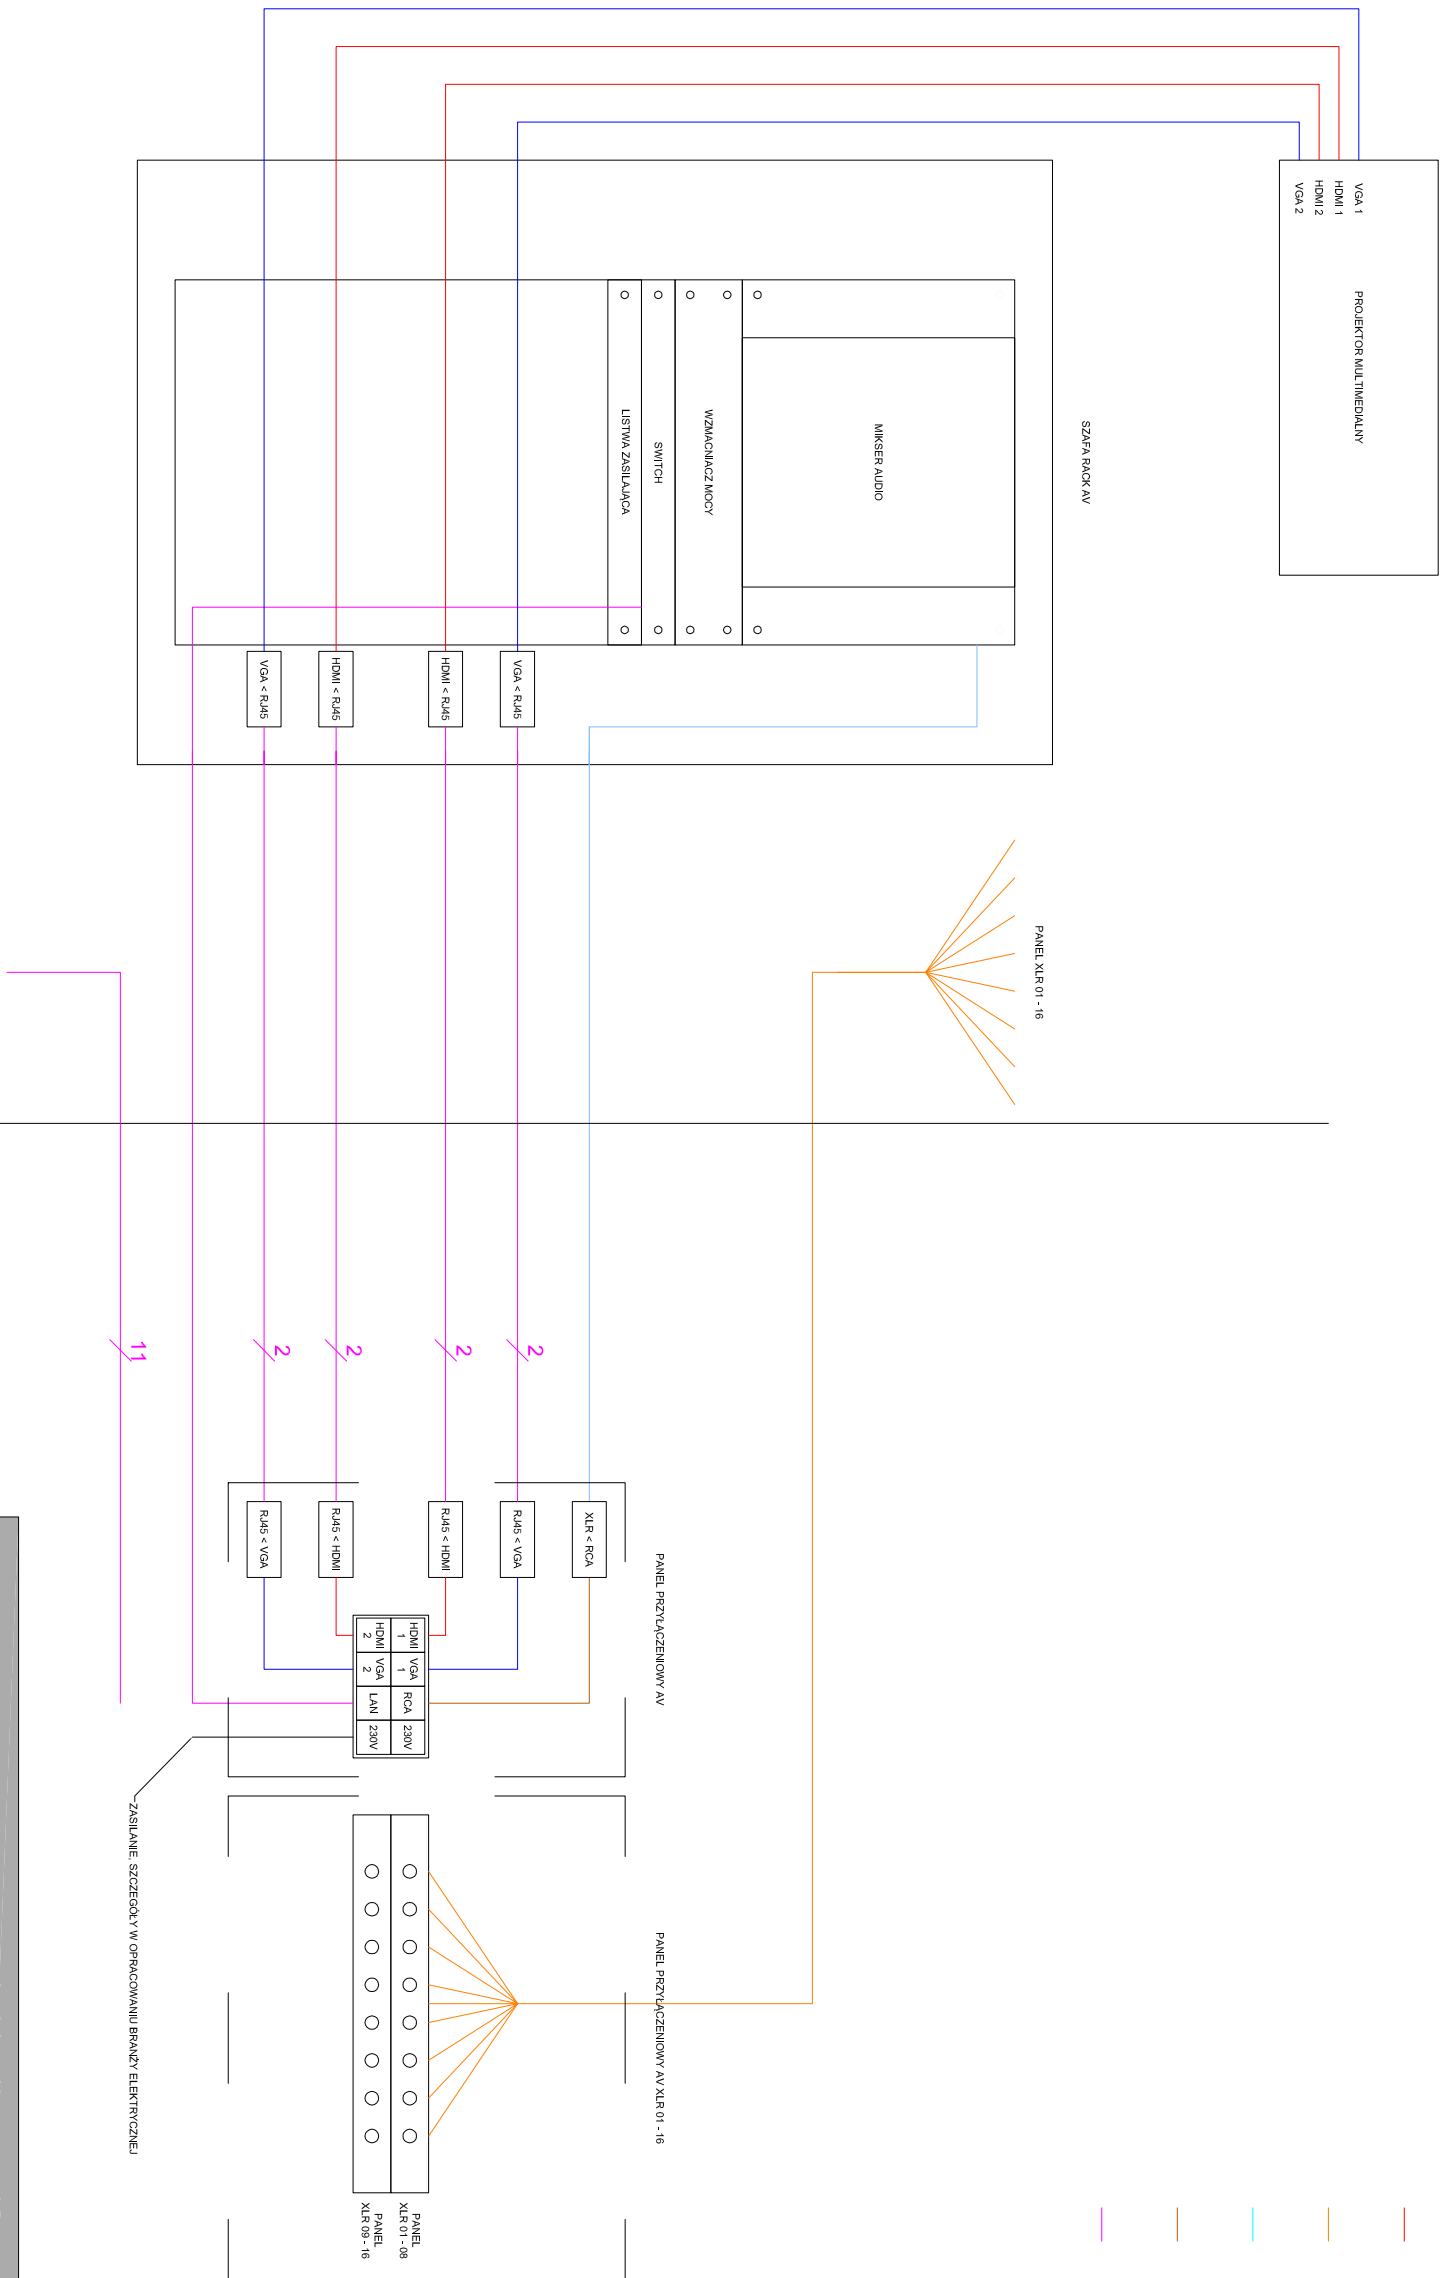 VGA 1
HDMI 1
HDMI 2
VGA 2
PROJEKTOR MULTIMEDIALNY
SZAFA RACK AV
MIKSER AUDIO
WZMACNIACZ MOCY
SWITCH
LISTWA ZASILAJĄCA
VGA < RJ45
HDMI < RJ45
HDMI < RJ45
VGA < RJ45
PANEL XLR 01 - 16
2
2
2
2
11
PANEL PRZYŁĄCZENIOWY AV
XLR < RCA
RJ45 < VGA
RJ45 < HDMI
RJ45 < HDMI
RJ45 < VGA
HDMI
1
VGA
1
RCA
230V
HDMI
2
VGA
2
LAN
230V
ZASILANIE, SZCZEGÓŁY W OPRACOWANIU BRANŻY ELEKTRYCZNEJ
PANEL PRZYŁĄCZENIOWY AV XLR 01 - 16
PANEL
XLR 01 - 08
PANEL
XLR 09 - 16